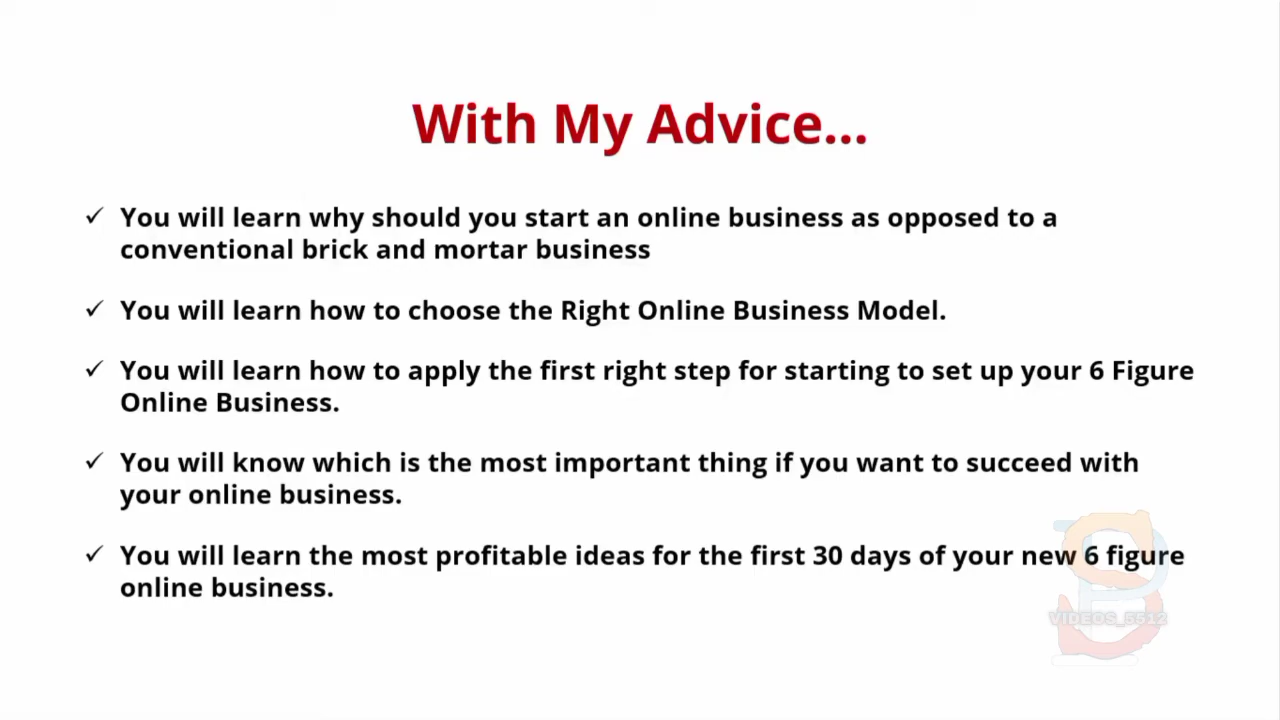 With My Advice...
✓ You will learn why should you start an online business as opposed to a
conventional brick and mortar business
✓ You will learn how to choose the Right Online Business Model.
✓ You will learn how to apply the first right step for starting to set up your 6 Figure
Online Business.
✓ You will know which is the most important thing if you want to succeed with
your online business.
✓ You will learn the most profitable ideas for the first 30 days of your new 6 figure
online business.
VIDEOS_5512